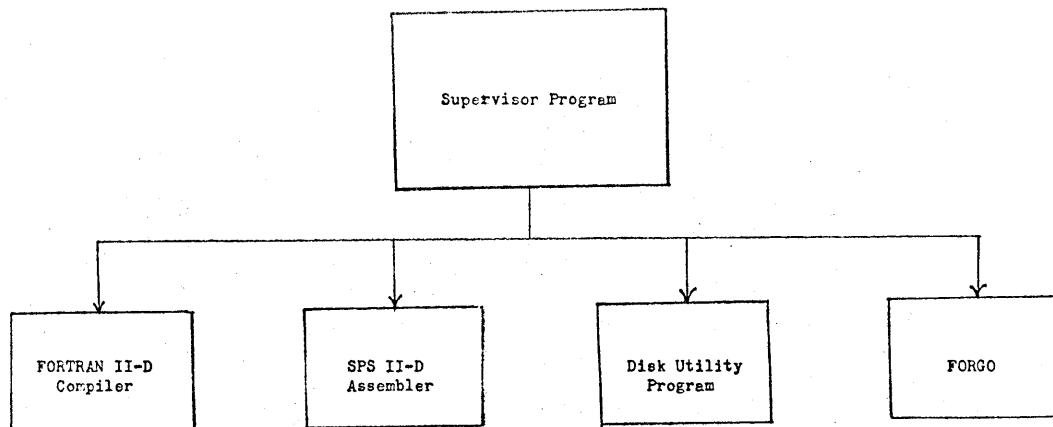 Supervisor Program
FORTRAN II-D
Compiler
SPS II-D
Assembler
Disk Utility
Program
FORGO